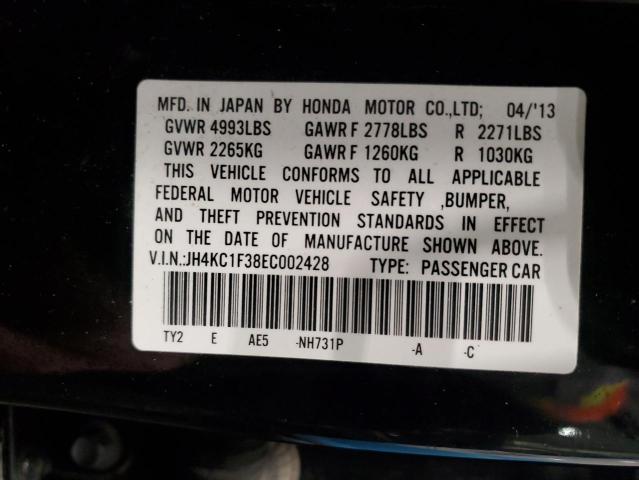 MFD. IN JAPAN BY HONDA MOTOR CO.,LTD; 04/'13
GVWR 4993LBS GAWR F 2778LBS R 2271LBS
GVWR 2265KG GAWR F 1260KG R 1030KG
THIS VEHICLE CONFORMS TO ALL APPLICABLE
FEDERAL MOTOR VEHICLE SAFETY ,BUMPER,
AND THEFT PREVENTION STANDARDS IN EFFECT
ON THE DATE OF MANUFACTURE SHOWN ABOVE.
V.I.N.:JH4KC1F38EC002428 TYPE: PASSENGER CAR
TY2 E AE5 -NH731P -A -C